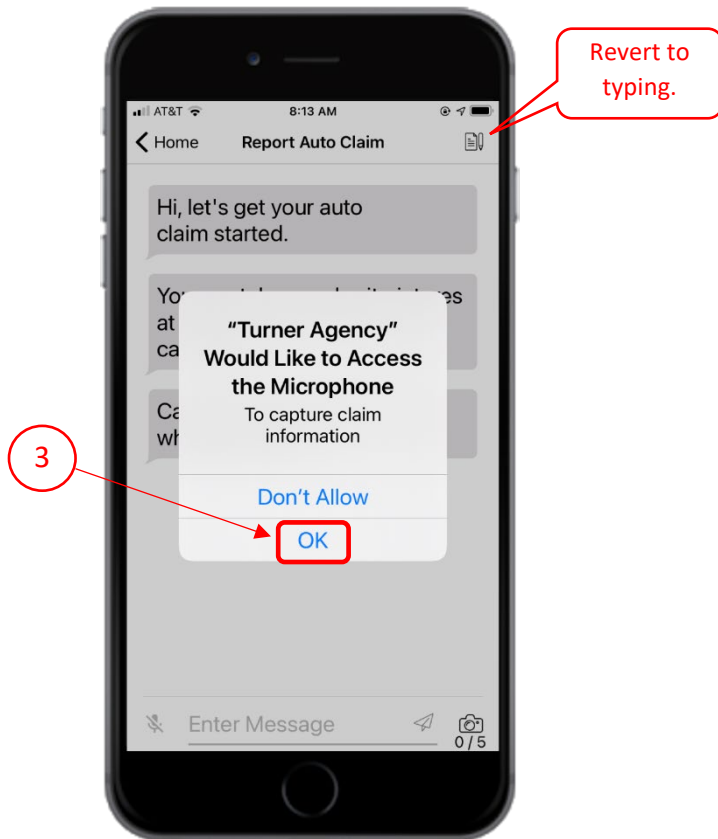 Revert to
typing.
AT&T
8:13 AM
Home
Report Auto Claim
Hi, let's get your auto
claim started.
at
“Turner Agency”
Would Like to Access
the Microphone
To capture claim
information
3
Don’t Allow
OK
Enter Message
0 / 5